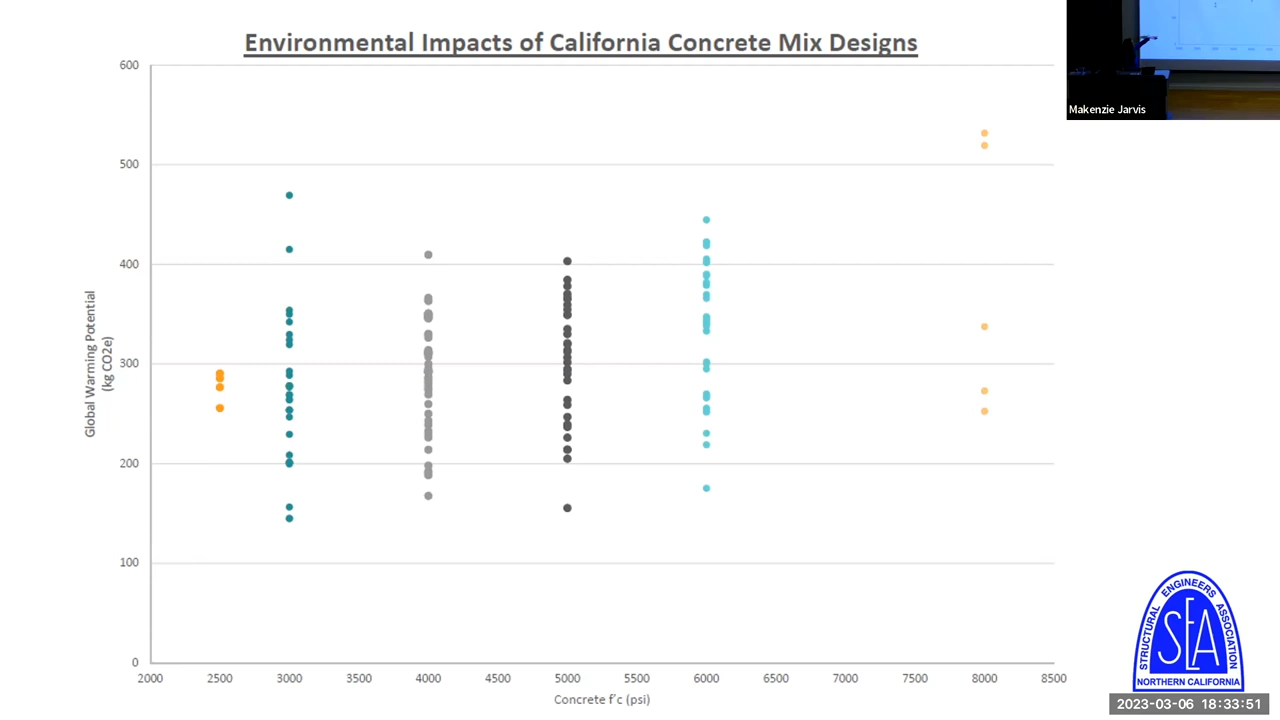 Environmental Impacts of California Concrete Mix Designs
Makenzie Jarvis
600
500
400
300
200
100
0
Global Warming Potential
(kg CO2e)
2000 2500 3000 3500 4000 4500 5000 5500 6000 6500 7000 7500 8000 8500
Concrete f'c (psi)
STRUCTURAL ENGINEERS ASSOCIATION
SEA
NORTHERN CALIFORNIA
2023-03-06 18:33:51